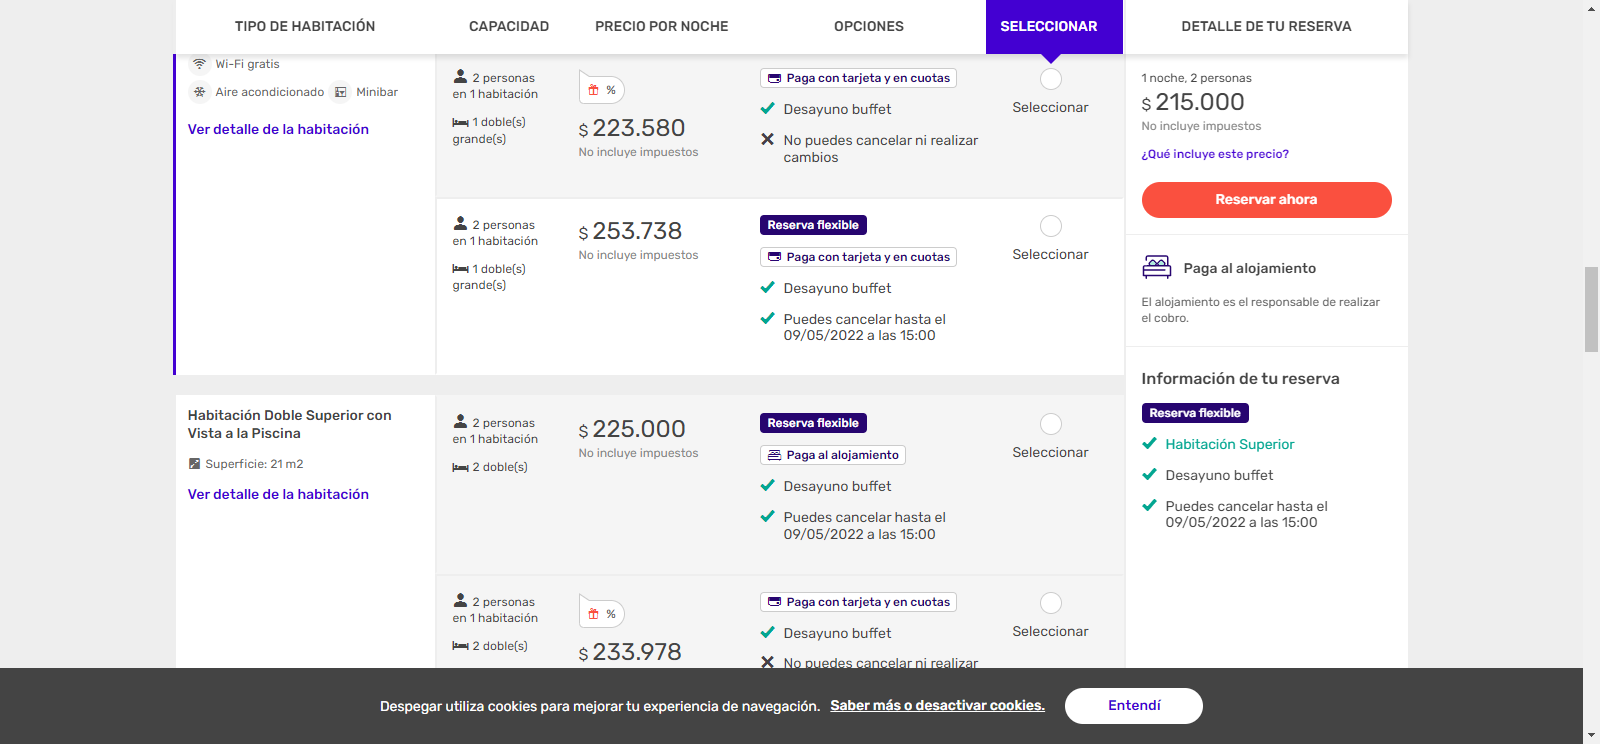 TIPO DE HABITACIÓN
CAPACIDAD
PRECIO POR NOCHE
OPCIONES
SELECCIONAR
DETALLE DE TU RESERVA
Wi-Fi gratis
Aire acondicionado
Minibar
Ver detalle de la habitación
2 personas
en 1 habitación
1 doble(s)
grande(s)
%
$ 223.580
No incluye impuestos
Paga con tarjeta y en cuotas
Desayuno buffet
No puedes cancelar ni realizar
cambios
Seleccionar
2 personas
en 1 habitación
1 doble(s)
grande(s)
$ 253.738
No incluye impuestos
Reserva flexible
Paga con tarjeta y en cuotas
Desayuno buffet
Puedes cancelar hasta el
09/05/2022 a las 15:00
Seleccionar
Habitación Doble Superior con
Vista a la Piscina
Superficie: 21 m2
Ver detalle de la habitación
2 personas
en 1 habitación
2 doble(s)
$ 225.000
No incluye impuestos
Reserva flexible
Paga al alojamiento
Desayuno buffet
Puedes cancelar hasta el
09/05/2022 a las 15:00
Seleccionar
2 personas
en 1 habitación
2 doble(s)
%
$ 233.978
Paga con tarjeta y en cuotas
Desayuno buffet
No puedes cancelar ni realizar
Seleccionar
1 noche, 2 personas
$ 215.000
No incluye impuestos
¿Qué incluye este precio?
Reservar ahora
Paga al alojamiento
El alojamiento es el responsable de realizar
el cobro.
Información de tu reserva
Reserva flexible
Habitación Superior
Desayuno buffet
Puedes cancelar hasta el
09/05/2022 a las 15:00
Despegar utiliza cookies para mejorar tu experiencia de navegación. Saber más o desactivar cookies.
Entendí